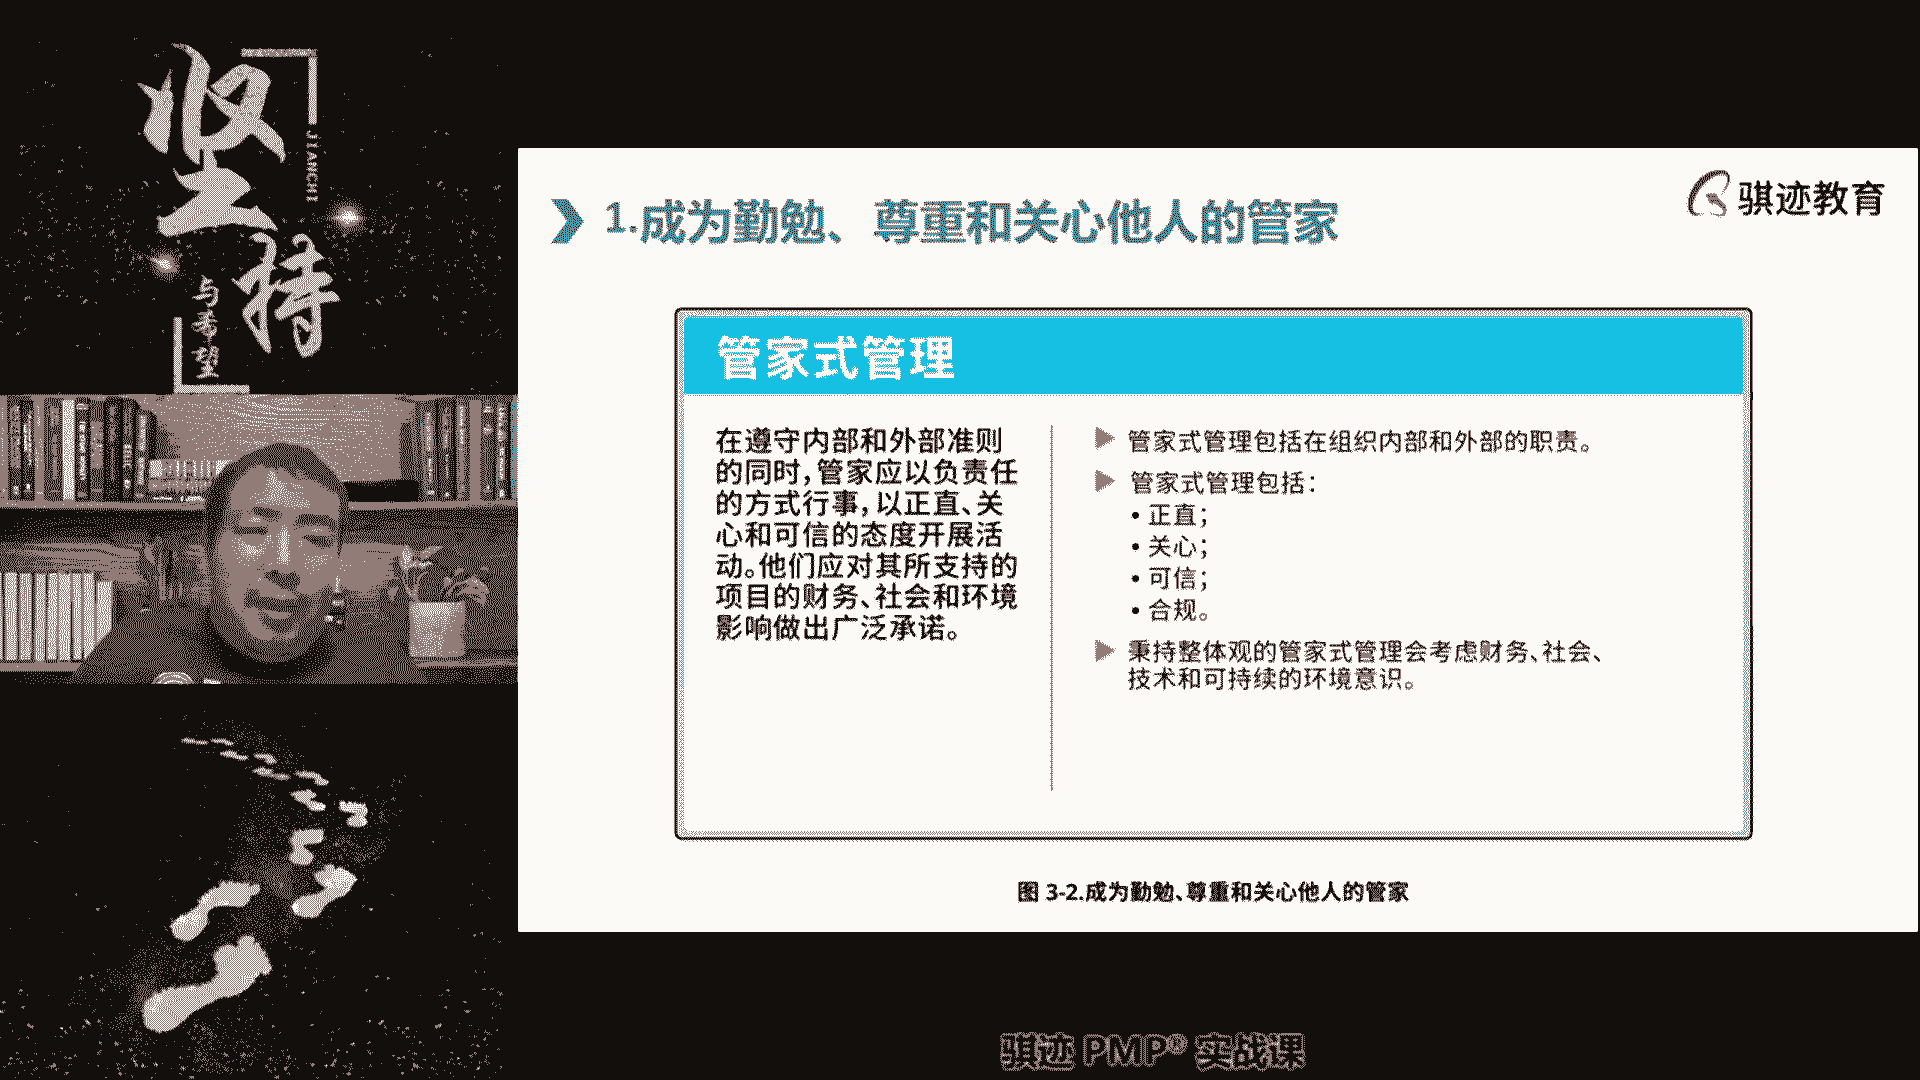 坚持
JIANCHI
与希望
1.成为勤勉、尊重和关心他人的管家
骐迹教育
管家式管理
在遵守内部和外部准则
的同时，管家应以负责任
的方式行事，以正直、关
心和可信的态度开展活
动。他们应对其所支持的
项目的财务、社会和环境
影响做出广泛承诺。
管家式管理包括在组织内部和外部的职责。
管家式管理包括：
• 正直；
• 关心；
• 可信；
• 合规。
秉持整体观的管家式管理会考虑财务、社会、
技术和可持续的环境意识。
图 3-2.成为勤勉、尊重和关心他人的管家
骐迹 PMP® 实战课